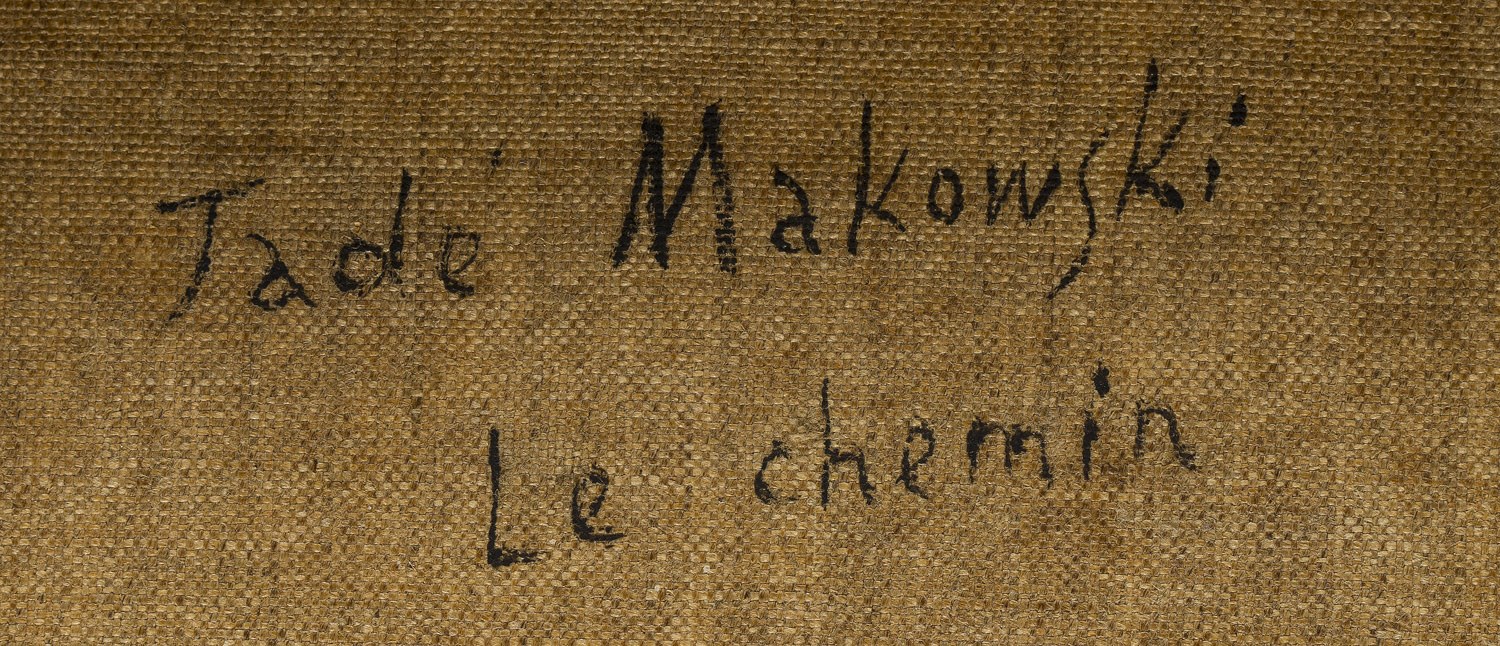 Tadé Makowski
Le chemin